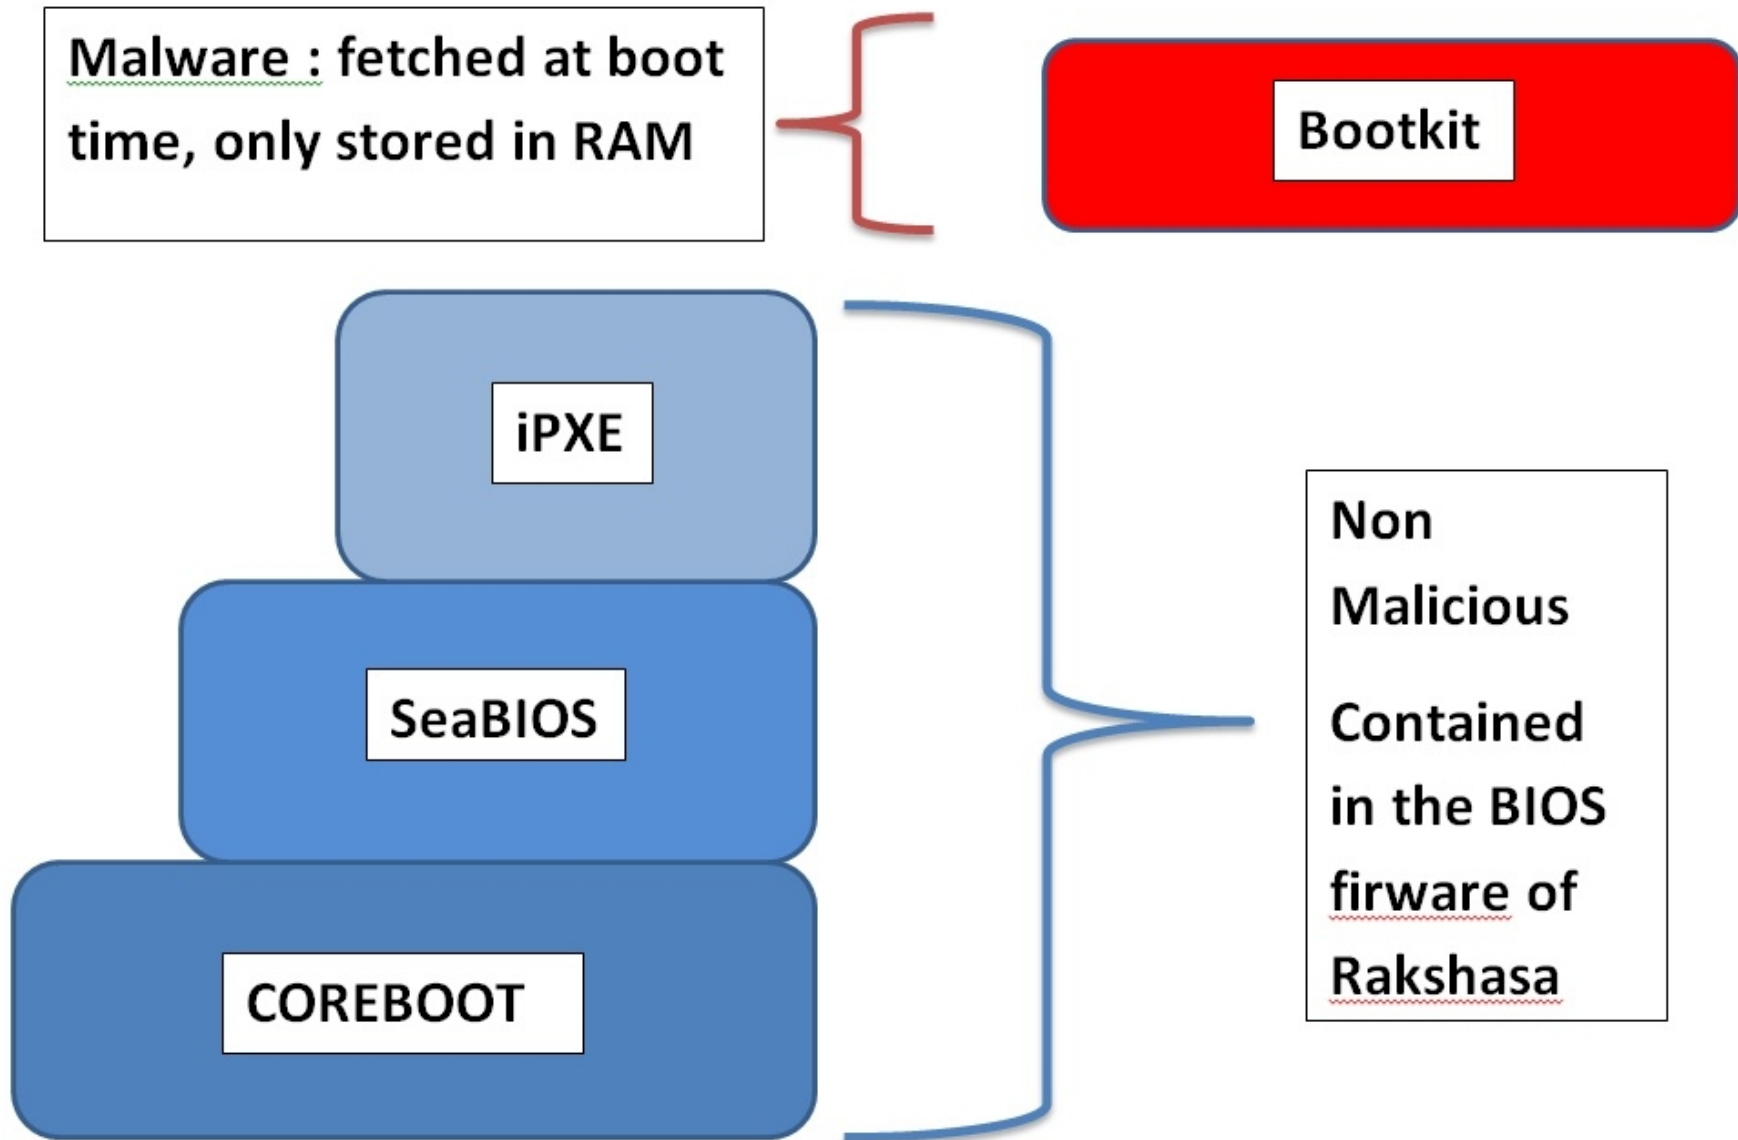 Malware : fetched at boot
time, only stored in RAM
Bootkit
iPXE
SeaBIOS
COREBOOT
Non
Malicious
Contained
in the BIOS
firware of
Rakshasa